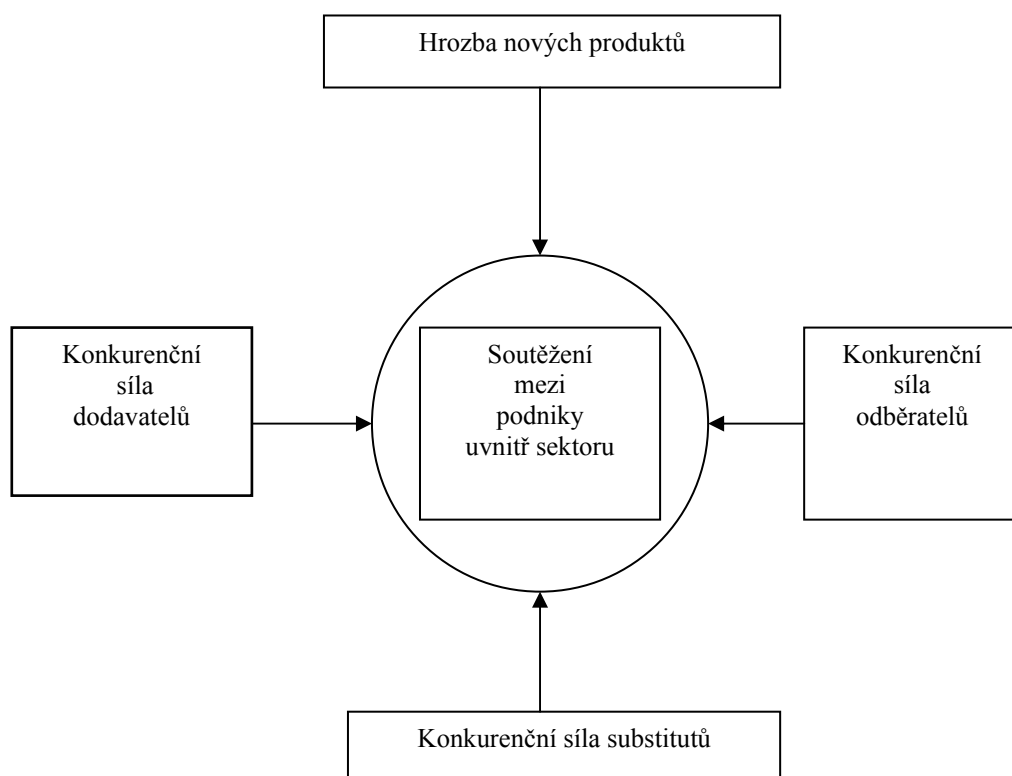 Hrozba nových produktů
Konkurenční
síla
dodavatelů
Soutěžení
mezi
podniky
uvnitř sektoru
Konkurenční
síla
odběratelů
Konkurenční síla substitutů